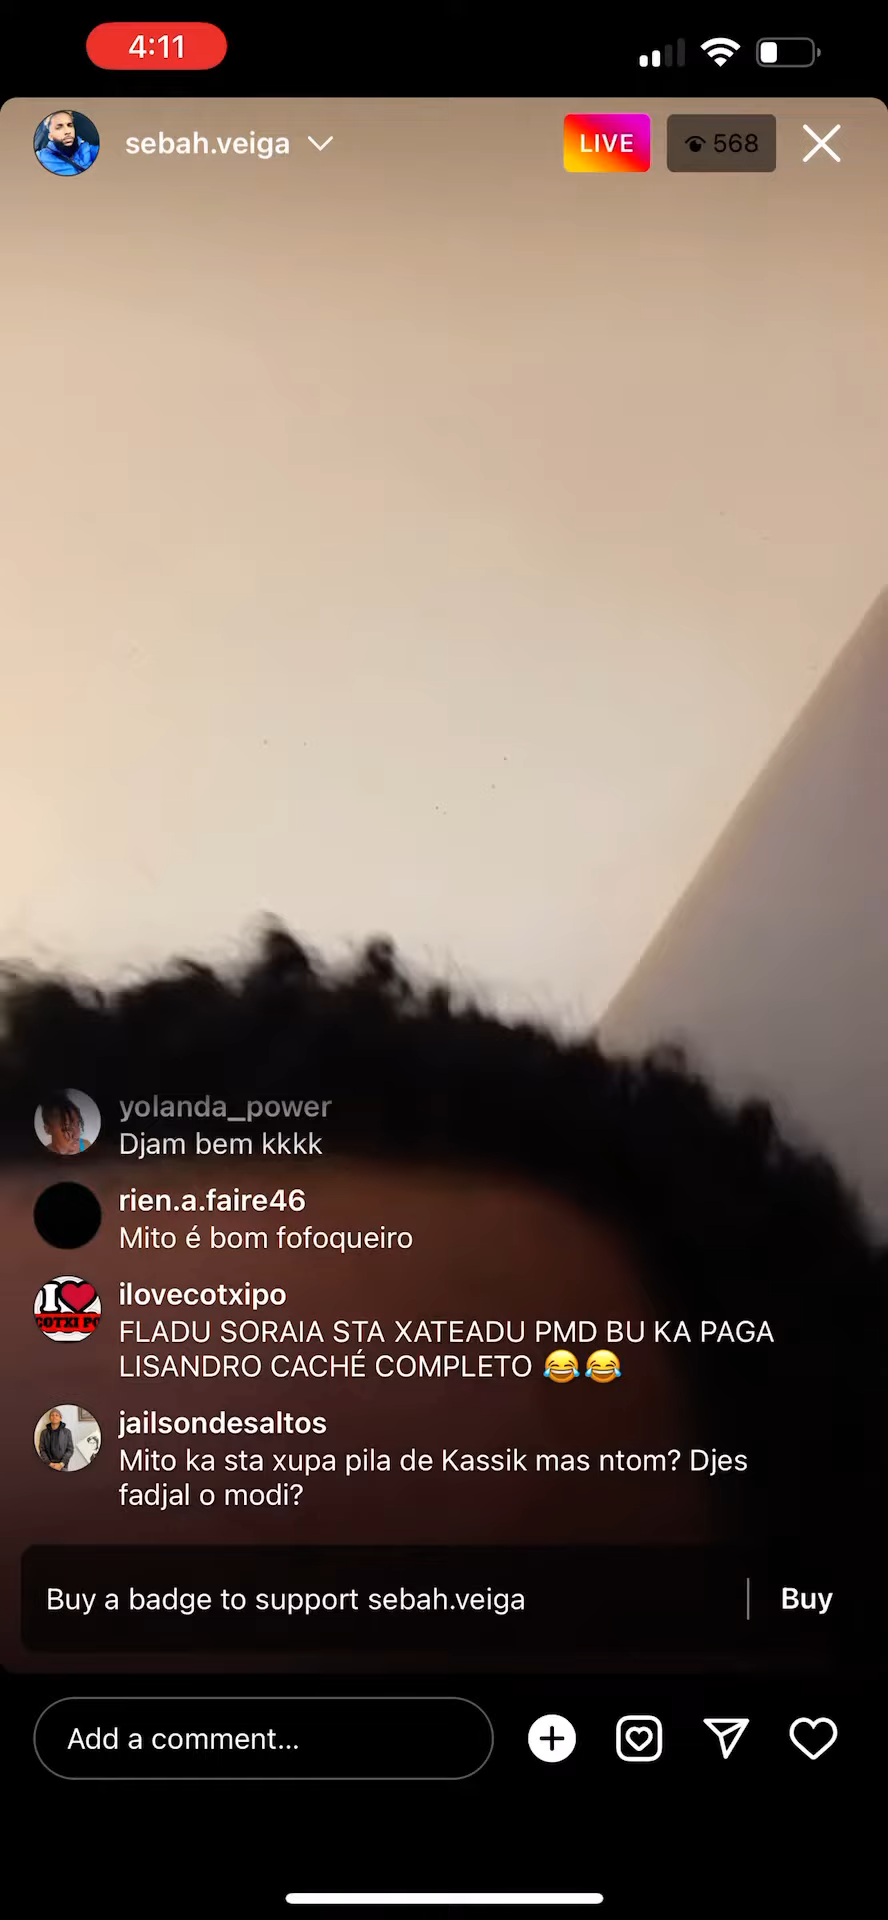 4:11
sebah.veiga
LIVE
568
yolanda_power
Djam bem kkkk
rien.a.faire46
Mito é bom fofoqueiro
ilovecotxipo
I
COTXI PO
FLADU SORAIA STA XATEADU PMD BU KA PAGA
LISANDRO CACHÉ COMPLETO 😂😂
jailsondesaltos
Mito ka sta xupa pila de Kassik mas ntom? Djes
fadjal o modi?
Buy a badge to support sebah.veiga
Buy
Add a comment...